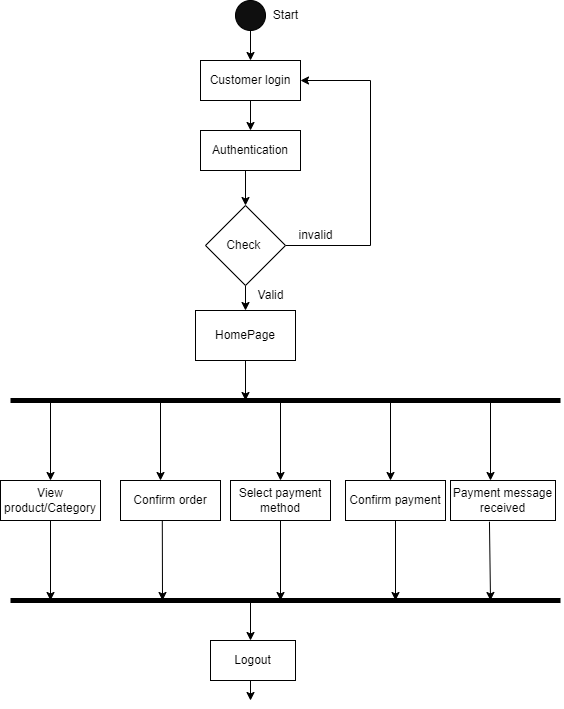 Start
Customer login
Authentication
Check
invalid
Valid
HomePage
View
product/Category
Confirm order
Select payment
method
Confirm payment
Payment message
received
Logout